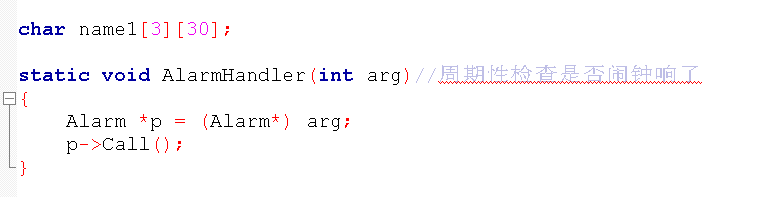 char name1[3][30];
static void AlarmHandler(int arg)//周期性检查是否闹钟响了
{
Alarm *p = (Alarm*) arg;
p->Call();
}